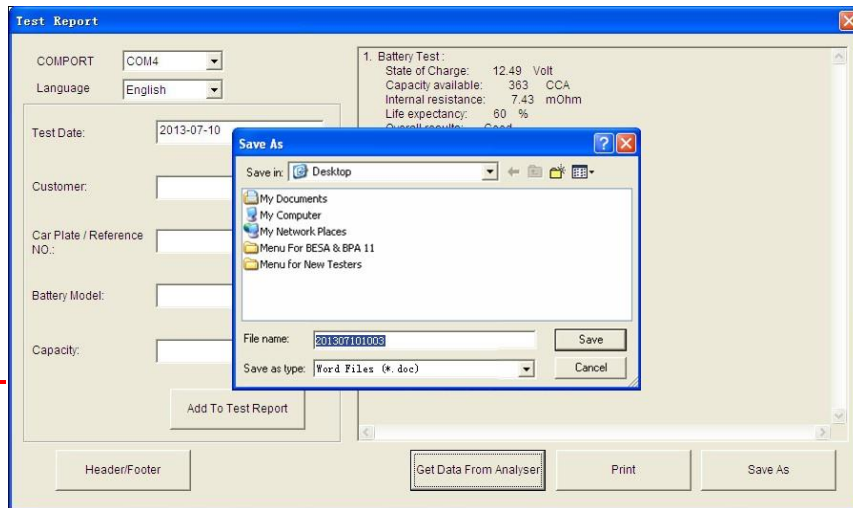 Test Report
COMPORT COM4
Language English
Test Date: 2013-07-10
Customer:
Car Plate / Reference
NO.:
Battery Model:
Capacity:
Add To Test Report
1. Battery Test :
State of Charge: 12.49 Volt
Capacity available: 363 CCA
Internal resistance: 7.43 mOhm
Life expectancy: 60 %
Overall results: Good
Save As
Save in: Desktop
My Documents
My Computer
My Network Places
Menu For BESA & BPA 11
Menu for New Testers
File name: 201307101003
Save
Save as type: Word Files (*.doc)
Cancel
Header/Footer
Get Data From Analyser
Print
Save As